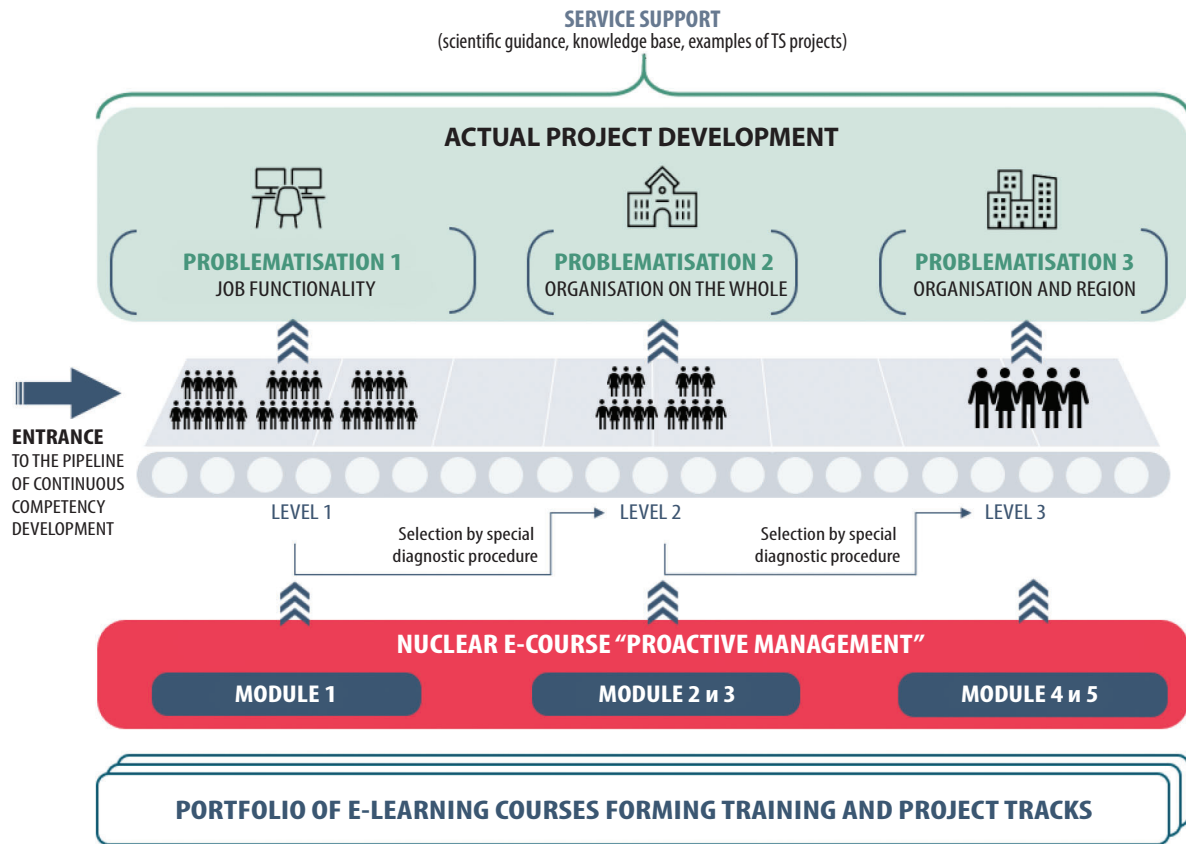 SERVICE SUPPORT
(scientific guidance, knowledge base, examples of TS projects)
ACTUAL PROJECT DEVELOPMENT
PROBLEMATISATION 1
JOB FUNCTIONALITY
PROBLEMATISATION 2
ORGANISATION ON THE WHOLE
PROBLEMATISATION 3
ORGANISATION AND REGION
ENTRANCE
TO THE PIPELINE
OF CONTINUOUS
COMPETENCY
DEVELOPMENT
LEVEL 1
Selection by special
diagnostic procedure
LEVEL 2
Selection by special
diagnostic procedure
LEVEL 3
NUCLEAR E-COURSE “PROACTIVE MANAGEMENT”
MODULE 1
MODULE 2 и 3
MODULE 4 и 5
PORTFOLIO OF E-LEARNING COURSES FORMING TRAINING AND PROJECT TRACKS